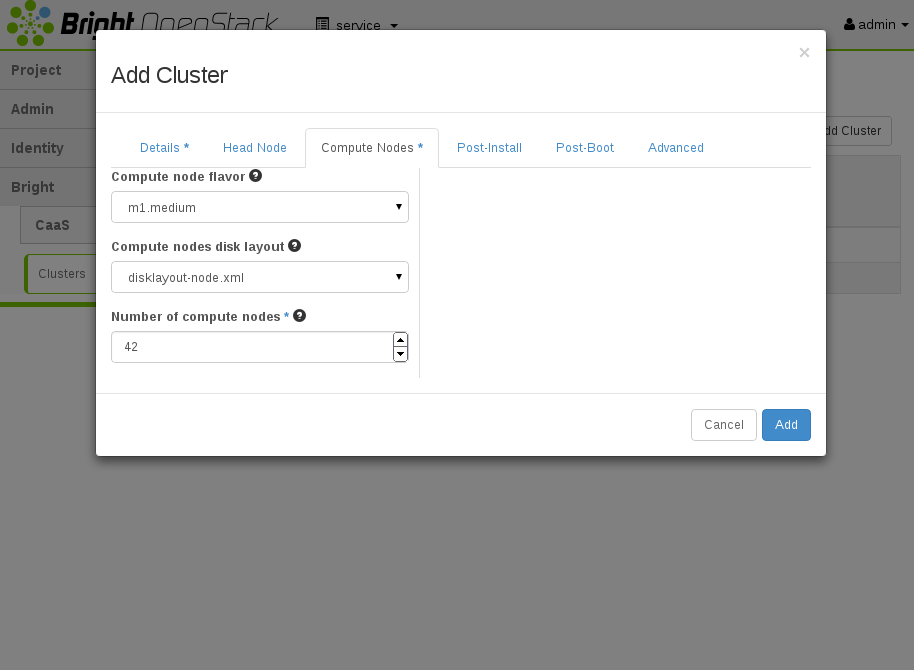 Bright OpenStack
service
admin
Project
Admin
Identity
Bright
CaaS
Clusters
dd Cluster
×
Add Cluster
Details *
Head Node
Compute Nodes *
Post-Install
Post-Boot
Advanced
Compute node flavor ?
m1.medium
Compute nodes disk layout ?
disklayout-node.xml
Number of compute nodes * ?
42
Cancel
Add